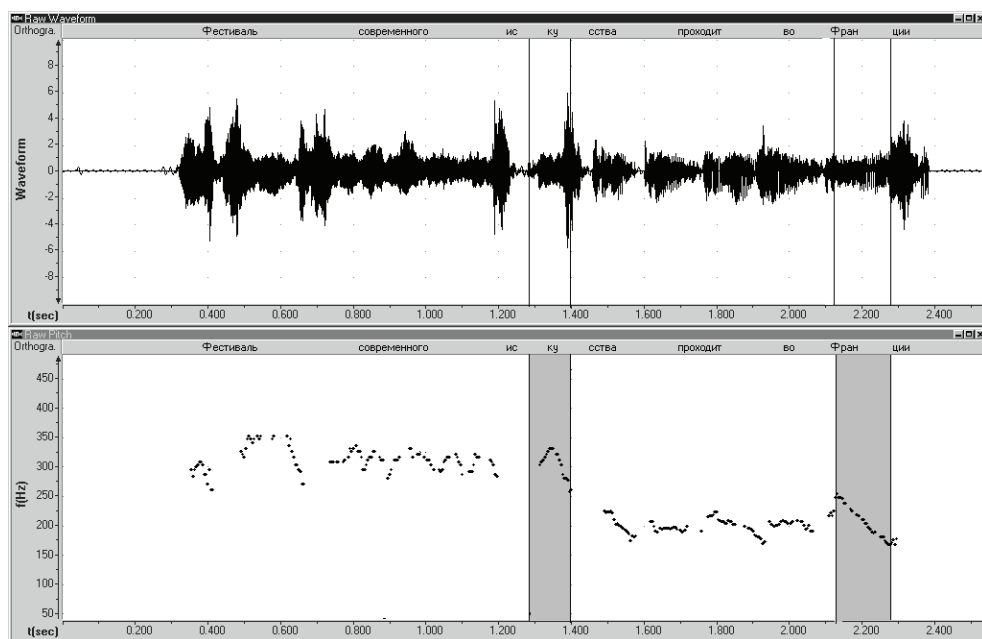 Raw Waveform
Orthogra. Фестиваль современного ис ку сства проходит во Фран ции
8
6
4
2
0
-2
-4
-6
-8
Waveform
t(sec) 0.200 0.400 0.600 0.800 1.000 1.200 1.400 1.600 1.800 2.000 2.200 2.400
Raw Pitch
Orthogra. Фестиваль современного ис ку сства проходит во Фран ции
450
400
350
300
250
200
150
100
50
f(Hz)
t(sec) 0.200 0.400 0.600 0.800 1.000 1.200 1.400 1.600 1.800 2.000 2.200 2.400